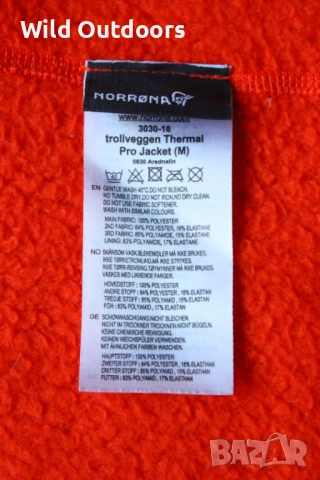 Wild Outdoors
NORRØNA
www.norrona.com
3030-16
trollveggen Thermal
Pro Jacket (M)
5630 Arednalin
EN GENTLE WASH 40°C.DO NOT BLEACH.
NO TUMBLE DRY,DO NOT IRON,NO DRY CLEAN.
DO NOT USE FABRIC SOFTENER.
WASH WITH SIMILAR COLOURS.
MAIN FABRIC: 100% POLYESTER
2ND FABRIC: 84% POLYESTER, 16% ELASTANE
3RD FABRIC: 85% POLYAMIDE, 15% ELASTANE
LINING: 83% POLYAMIDE, 17% ELASTANE
NO SKÅNSOM VASK.BLEKEMIDLER MÅ IKKE BRUKES.
IKKE TØRKETROMLING,MÅ IKKE STRYKES.
IKKE TØRRRENSING,TØYMYKNER MÅ IKKE BRUKES.
VASKES MED LIKNENDE FARGER.
HOVEDSTOFF: 100% POLYESTER
ANDRE STOFF: 84% POLYESTER, 16% ELASTAN
TREDJE STOFF: 85% POLYAMID, 15% ELASTAN
FÔR: 83% POLYAMID, 17% ELASTAN
GE SCHONWASCHGANG.NICHT BLEICHEN.
NICHT IM TROCKNER TROCKNEN.NICHT BÜGELN.
KEINE CHEMISCHE REINIGUNG.
KEINEN WEICHSPÜLER VERWENDEN.
MIT ÄHNLICHEN FARBEN WASCHEN.
HAUPTSTOFF: 100% POLYESTER
ZWEITER STOFF: 84% POLYESTER, 16% ELASTHAN
DRITTER STOFF: 85% POLYAMID, 15% ELASTHAN
FUTTER: 83% POLYAMID, 17% ELASTHAN
BAZAR